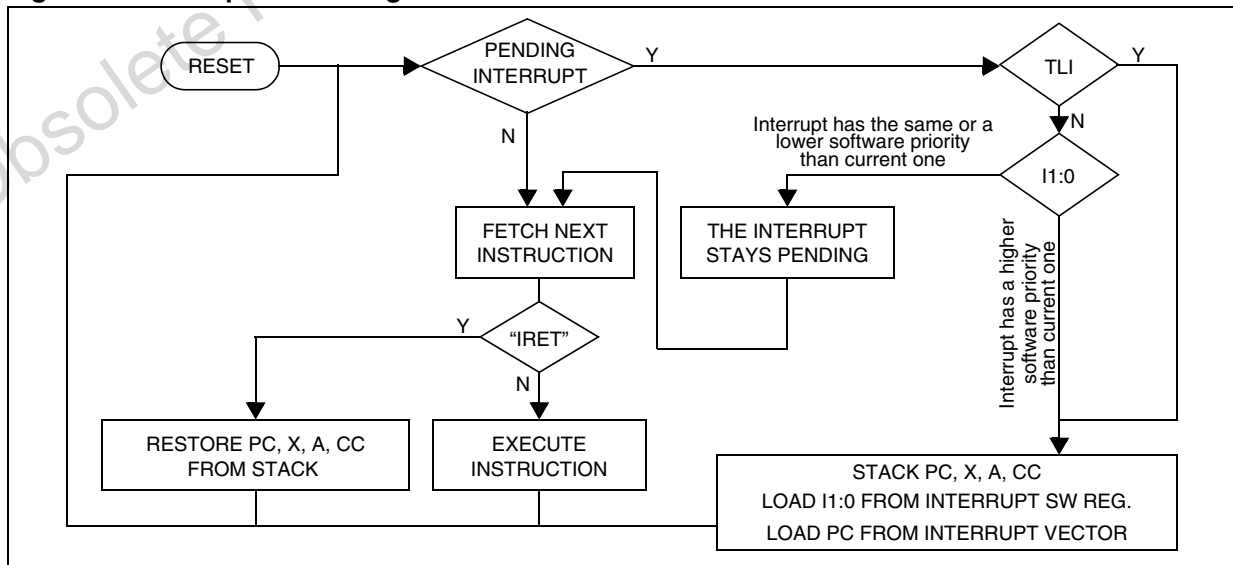 RESET
PENDING
INTERRUPT
Y
TLI
Y
N
N
Interrupt has the same or a
lower software priority
than current one
I1:0
FETCH NEXT
INSTRUCTION
THE INTERRUPT
STAYS PENDING
Interrupt has a higher
software priority
than current one
Y
“IRET”
N
RESTORE PC, X, A, CC
FROM STACK
EXECUTE
INSTRUCTION
STACK PC, X, A, CC
LOAD I1:0 FROM INTERRUPT SW REG.
LOAD PC FROM INTERRUPT VECTOR
obsolete